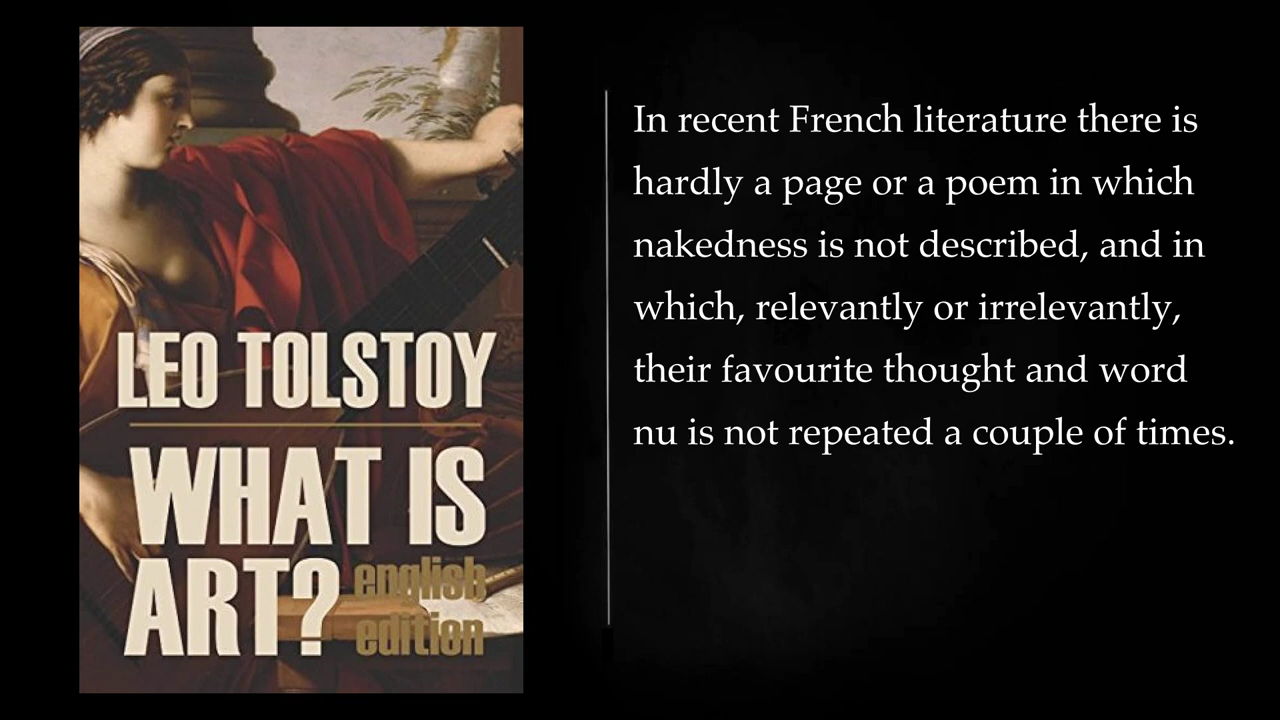 LEO TOLSTOY
WHAT IS
ART?
english
edition
In recent French literature there is
hardly a page or a poem in which
nakedness is not described, and in
which, relevantly or irrelevantly,
their favourite thought and word
nu is not repeated a couple of times.